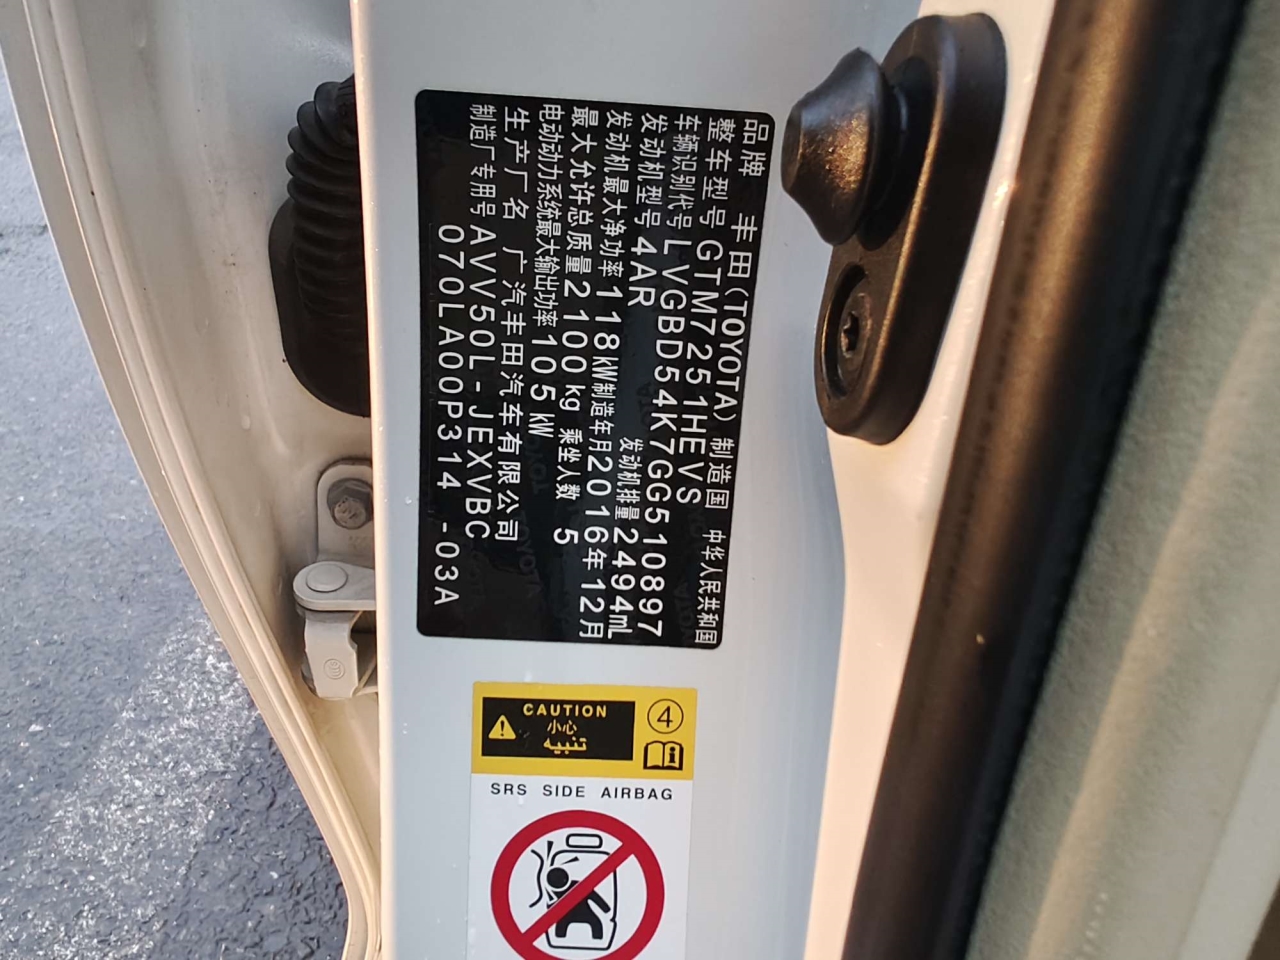 品牌 丰田(TOYOTA) 制造国 中华人民共和国
整车型号 GTM7251HEVS
车辆识别代号 LVGBD54K7GG510897
发动机型号 4AR 发动机排量 2494mL
发动机最大净功率 118kW 制造年月 2016年12月
最大允许总质量 2100kg 乘坐人数 5
电动动力系统最大输出功率 105kW
生产厂名 广汽丰田汽车有限公司
制造厂专用号 AVV50L-JEXVBC
070LA00P314 -03A
CAUTION
小心
تنبيه
④
SRS SIDE AIRBAG